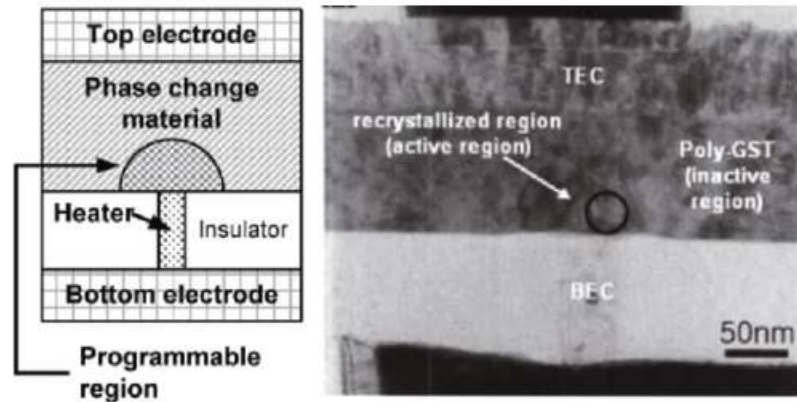 Top electrode
Phase change
material
Heater
Insulator
Bottom electrode
Programmable
region
TEC
recrystallized region
(active region)
Poly-GST
(inactive
region)
BEC
50nm